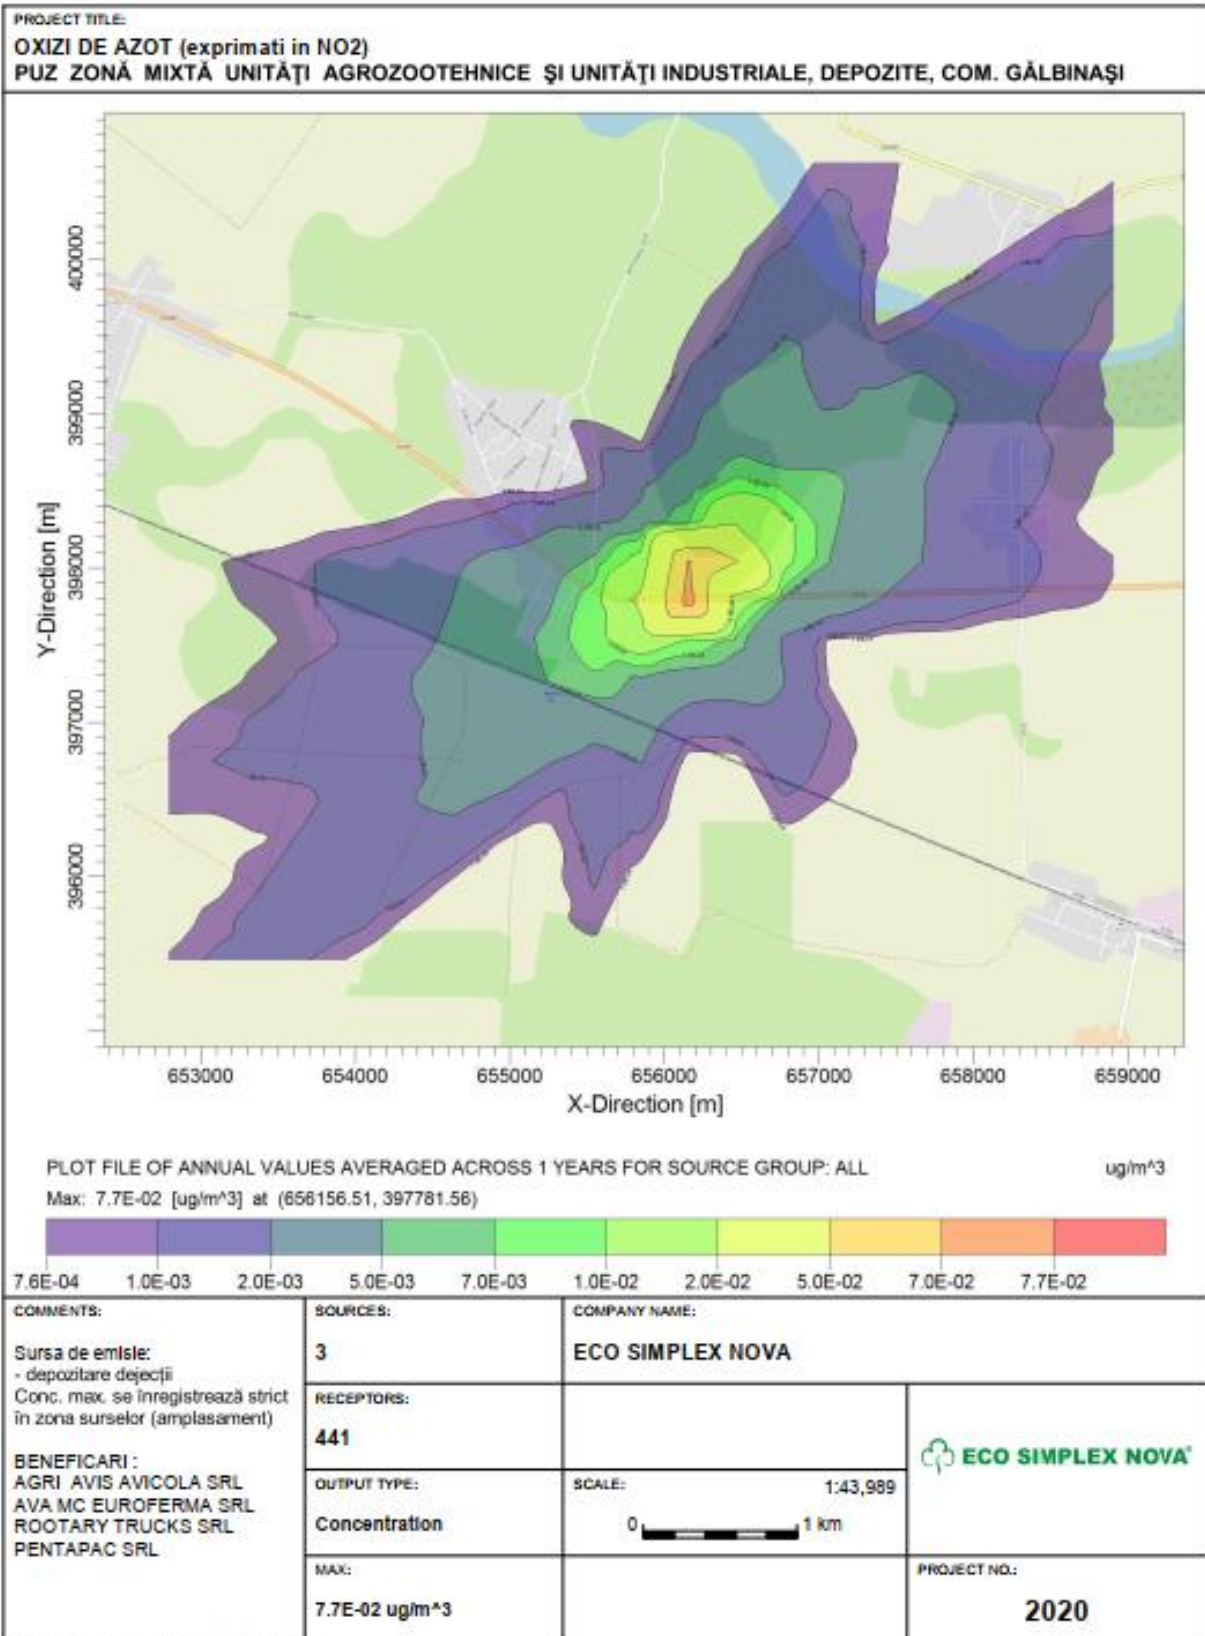 PROJECT TITLE:
OXIZI DE AZOT (exprimati in NO2)
PUZ ZONĂ MIXTĂ UNITĂŢI AGROZOOTEHNICE ŞI UNITĂŢI INDUSTRIALE, DEPOZITE, COM. GĂLBINAŞI
Y-Direction [m]
400000
399000
398000
397000
396000
653000 654000 655000 656000 657000 658000 659000
X-Direction [m]
PLOT FILE OF ANNUAL VALUES AVERAGED ACROSS 1 YEARS FOR SOURCE GROUP: ALL ug/m^3
Max: 7.7E-02 [ug/m^3] at (656156.51, 397781.56)
7.6E-04 1.0E-03 2.0E-03 5.0E-03 7.0E-03 1.0E-02 2.0E-02 5.0E-02 7.0E-02 7.7E-02
COMMENTS:
Sursa de emisie:
- depozitare dejecţii
Conc. max. se înregistrează strict
în zona surselor (amplasament)
BENEFICARI :
AGRI AVIS AVICOLA SRL
AVA MC EUROFERMA SRL
ROOTARY TRUCKS SRL
PENTAPAC SRL
SOURCES:
3
RECEPTORS:
441
OUTPUT TYPE:
Concentration
MAX:
7.7E-02 ug/m^3
COMPANY NAME:
ECO SIMPLEX NOVA
SCALE: 1:43,989
0 1 km
ECO SIMPLEX NOVA®
PROJECT NO.:
2020